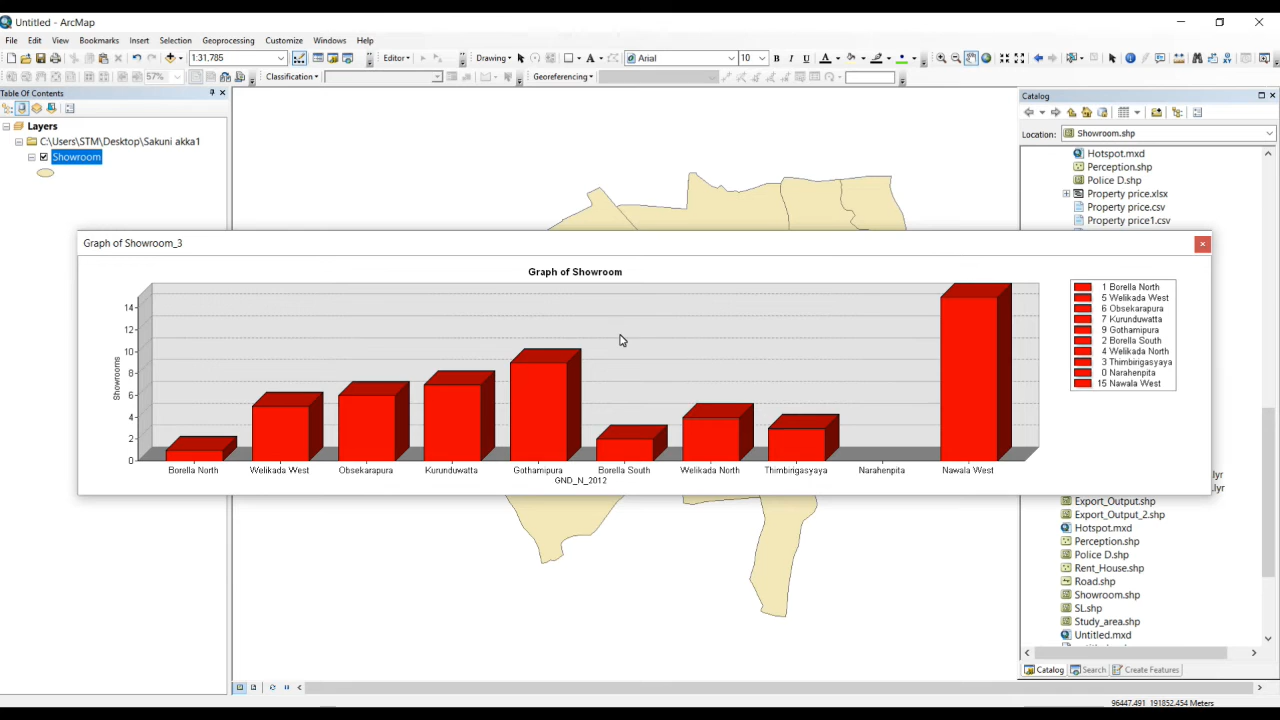 Untitled - ArcMap
File Edit View Bookmarks Insert Selection Geoprocessing Customize Windows Help
1:31,785 Editor Drawing A Arial 10 B I U A
57% Classification Georeferencing
Table Of Contents
Layers
C:\Users\STM\Desktop\Sakuni akka1
Showroom
Catalog
Location: Showroom.shp
Hotspot.mxd
Perception.shp
Police D.shp
Property price.xlsx
Property price.csv
Property price1.csv
Graph of Showroom_3
Graph of Showroom
Showrooms
14
12
10
8
6
4
2
0
Borella North Welikada West Obsekarapura Kurunduwatta Gothamipura Borella South Welikada North Thimbirigasyaya Narahenpita Nawala West
GND_N_2012
1 Borella North
5 Welikada West
6 Obsekarapura
7 Kurunduwatta
9 Gothamipura
2 Borella South
4 Welikada North
3 Thimbirigasyaya
0 Narahenpita
15 Nawala West
lyr
.lyr
Export_Output.shp
Export_Output_2.shp
Hotspot.mxd
Perception.shp
Police D.shp
Rent_House.shp
Road.shp
Showroom.shp
SL.shp
Study_area.shp
Untitled.mxd
Catalog Search Create Features
96447.491 191852.454 Meters